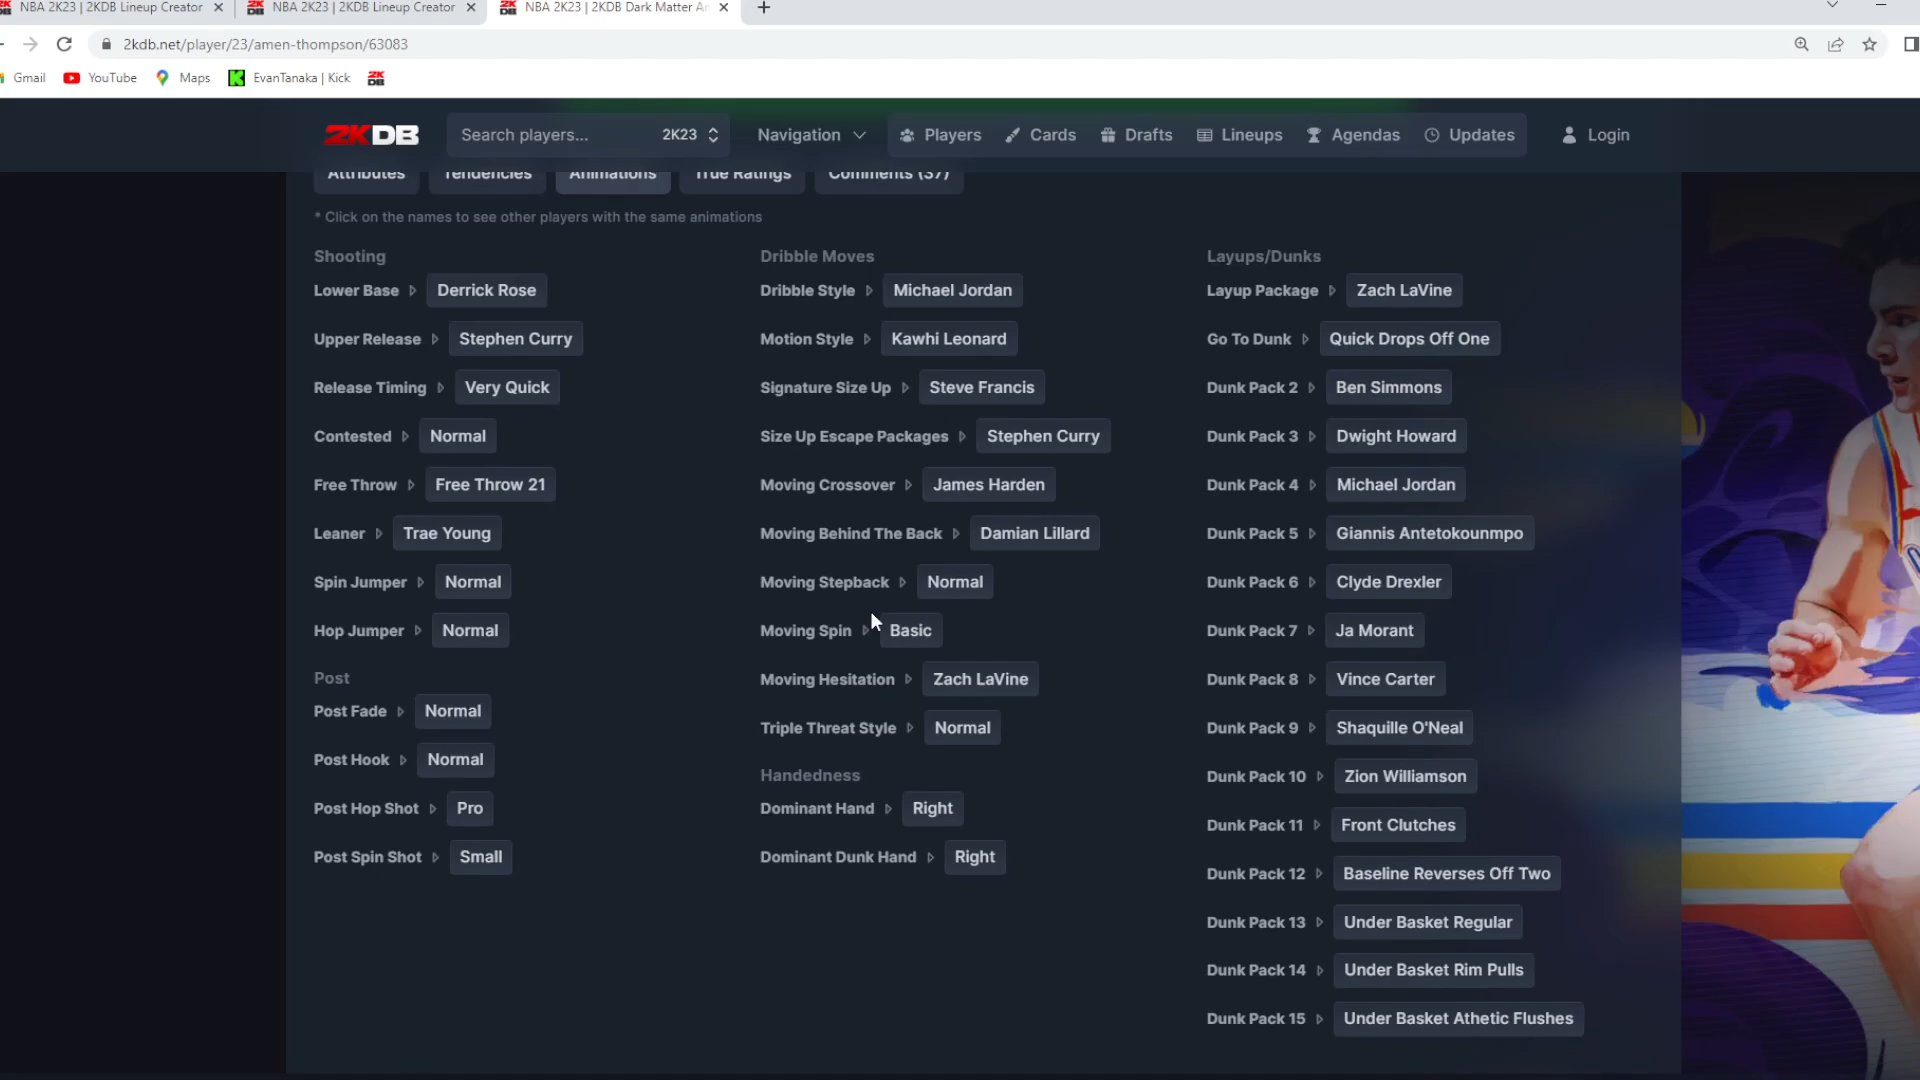 NBA 2K23 | 2KDB Lineup Creator
NBA 2K23 | 2KDB Lineup Creator
NBA 2K23 | 2KDB Dark Matter Am
2kdb.net/player/23/amen-thompson/63083
Gmail
YouTube
Maps
EvanTanaka | Kick
2K
DB
2KDB
Search players...
2K23
Navigation
Players
Cards
Drafts
Lineups
Agendas
Updates
Login
Attributes
Tendencies
Animations
True Ratings
Comments (37)
* Click on the names to see other players with the same animations
Shooting
Lower Base Derrick Rose
Upper Release Stephen Curry
Release Timing Very Quick
Contested Normal
Free Throw Free Throw 21
Leaner Trae Young
Spin Jumper Normal
Hop Jumper Normal
Post
Post Fade Normal
Post Hook Normal
Post Hop Shot Pro
Post Spin Shot Small
Dribble Moves
Dribble Style Michael Jordan
Motion Style Kawhi Leonard
Signature Size Up Steve Francis
Size Up Escape Packages Stephen Curry
Moving Crossover James Harden
Moving Behind The Back Damian Lillard
Moving Stepback Normal
Moving Spin Basic
Moving Hesitation Zach LaVine
Triple Threat Style Normal
Handedness
Dominant Hand Right
Dominant Dunk Hand Right
Layups/Dunks
Layup Package Zach LaVine
Go To Dunk Quick Drops Off One
Dunk Pack 2 Ben Simmons
Dunk Pack 3 Dwight Howard
Dunk Pack 4 Michael Jordan
Dunk Pack 5 Giannis Antetokounmpo
Dunk Pack 6 Clyde Drexler
Dunk Pack 7 Ja Morant
Dunk Pack 8 Vince Carter
Dunk Pack 9 Shaquille O'Neal
Dunk Pack 10 Zion Williamson
Dunk Pack 11 Front Clutches
Dunk Pack 12 Baseline Reverses Off Two
Dunk Pack 13 Under Basket Regular
Dunk Pack 14 Under Basket Rim Pulls
Dunk Pack 15 Under Basket Athetic Flushes